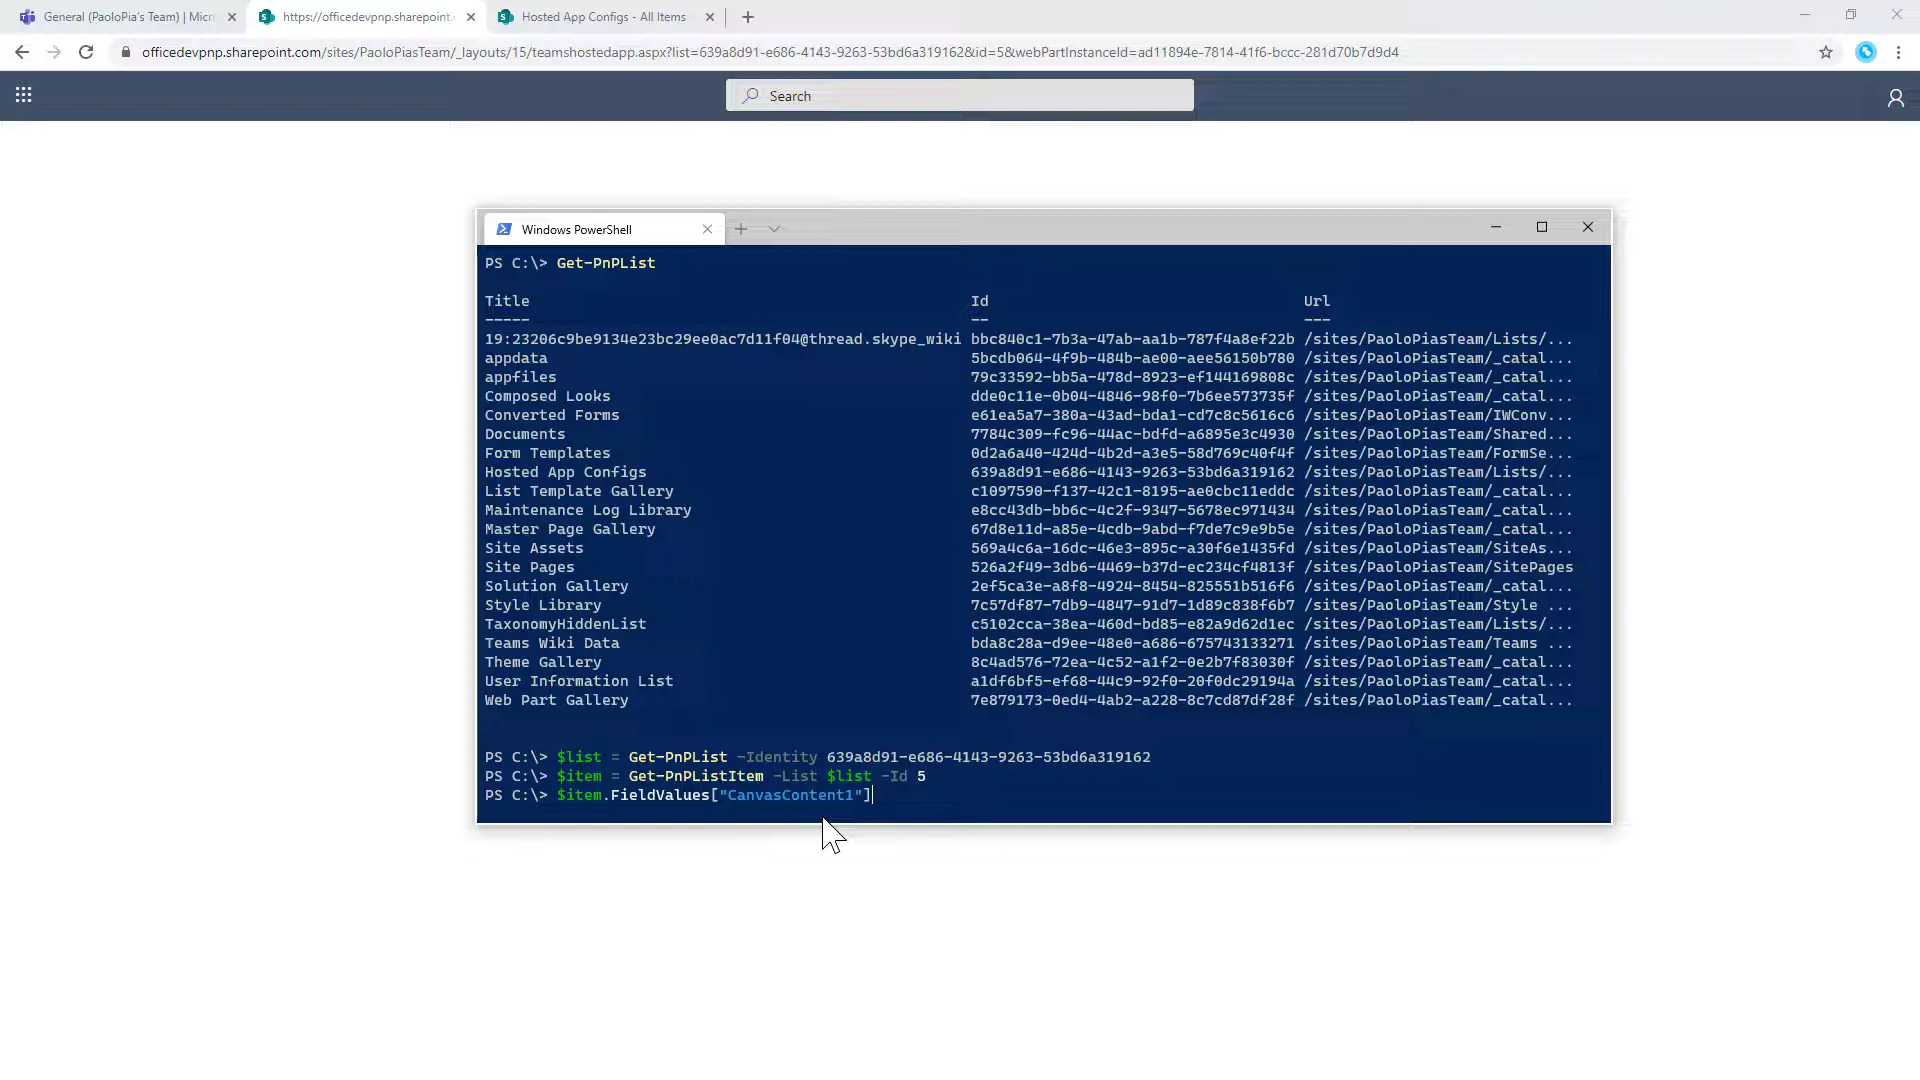 General (PaoloPia's Team) | Micr
https://officedevpnp.sharepoint.
Hosted App Configs - All Items
officedevpnp.sharepoint.com/sites/PaoloPiasTeam/_layouts/15/teamshostedapp.aspx?list=639a8d91-e686-4143-9263-53bd6a319162&id=5&webPartInstanceId=ad11894e-7814-41f6-bccc-281d70b7d9d4
Search
Windows PowerShell
PS C:\> Get-PnPList
Title Id Url
----- -- ---
19:23206c9be9134e23bc29ee0ac7d11f04@thread.skype_wiki bbc840c1-7b3a-47ab-aa1b-787f4a8ef22b /sites/PaoloPiasTeam/Lists/...
appdata 5bcdb064-4f9b-484b-ae00-aee56150b780 /sites/PaoloPiasTeam/_catal...
appfiles 79c33592-bb5a-478d-8923-ef144169808c /sites/PaoloPiasTeam/_catal...
Composed Looks dde0c11e-0b04-4846-98f0-7b6ee573735f /sites/PaoloPiasTeam/_catal...
Converted Forms e61ea5a7-380a-43ad-bda1-cd7c8c5616c6 /sites/PaoloPiasTeam/IWConv...
Documents 7784c309-fc96-44ac-bdfd-a6895e3c4930 /sites/PaoloPiasTeam/Shared...
Form Templates 0d2a6a40-424d-4b2d-a3e5-58d769c40f4f /sites/PaoloPiasTeam/FormSe...
Hosted App Configs 639a8d91-e686-4143-9263-53bd6a319162 /sites/PaoloPiasTeam/Lists/...
List Template Gallery c1097590-f137-42c1-8195-ae0cbc11eddc /sites/PaoloPiasTeam/_catal...
Maintenance Log Library e8cc43db-bb6c-4c2f-9347-5678ec971434 /sites/PaoloPiasTeam/_catal...
Master Page Gallery 67d8e11d-a85e-4cdb-9abd-f7de7c9e9b5e /sites/PaoloPiasTeam/_catal...
Site Assets 569a4c6a-16dc-46e3-895c-a30f6e1435fd /sites/PaoloPiasTeam/SiteAs...
Site Pages 526a2f49-3db6-4469-b37d-ec234cf4813f /sites/PaoloPiasTeam/SitePages
Solution Gallery 2ef5ca3e-a8f8-4924-8454-825551b516f6 /sites/PaoloPiasTeam/_catal...
Style Library 7c57df87-7db9-4847-91d7-1d89c838f6b7 /sites/PaoloPiasTeam/Style ...
TaxonomyHiddenList c5102cca-38ea-460d-bd85-e82a9d62d1ec /sites/PaoloPiasTeam/Lists/...
Teams Wiki Data bda8c28a-d9ee-48e0-a686-675743133271 /sites/PaoloPiasTeam/Teams ...
Theme Gallery 8c4ad576-72ea-4c52-a1f2-0e2b7f83030f /sites/PaoloPiasTeam/_catal...
User Information List a1df6bf5-ef68-44c9-92f0-20f0dc29194a /sites/PaoloPiasTeam/_catal...
Web Part Gallery 7e879173-0ed4-4ab2-a228-8c7cd87df28f /sites/PaoloPiasTeam/_catal...
PS C:\> $list = Get-PnPList -Identity 639a8d91-e686-4143-9263-53bd6a319162
PS C:\> $item = Get-PnPListItem -List $list -Id 5
PS C:\> $item.FieldValues["CanvasContent1"]